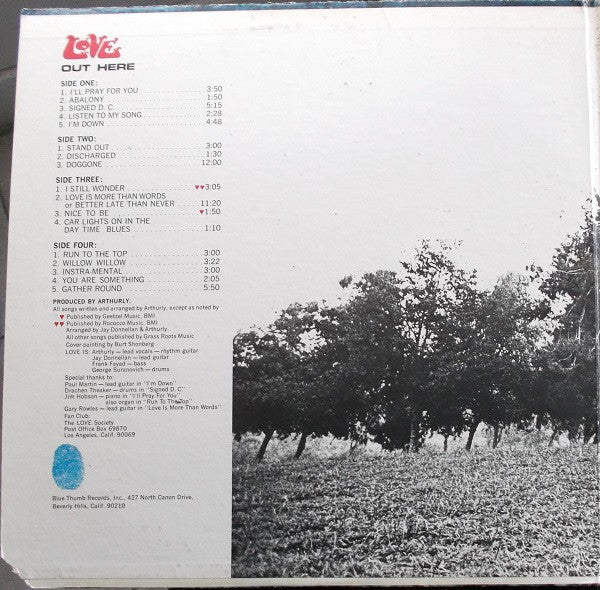 LOVE
OUT HERE
SIDE ONE:
1. I'LL PRAY FOR YOU . . . . . . . . . . . . . 3:50
2. ABALONY . . . . . . . . . . . . . . . . . . . . . 1:50
3. SIGNED D. C. . . . . . . . . . . . . . . . . . . 5:15
4. LISTEN TO MY SONG . . . . . . . . . . . . 2:28
5. I'M DOWN . . . . . . . . . . . . . . . . . . . . 4:48
SIDE TWO:
1. STAND OUT . . . . . . . . . . . . . . . . . . 3:00
2. DISCHARGED . . . . . . . . . . . . . . . . . 1:30
3. DOGGONE . . . . . . . . . . . . . . . . . . . 12:00
SIDE THREE:
1. I STILL WONDER . . . . . . . . . . . . ♥♥3:05
2. LOVE IS MORE THAN WORDS
or BETTER LATE THAN NEVER . . . . . 11:20
3. NICE TO BE . . . . . . . . . . . . . . . . ♥1:50
4. CAR LIGHTS ON IN THE
DAY TIME BLUES . . . . . . . . . . . . . 1:10
SIDE FOUR:
1. RUN TO THE TOP . . . . . . . . . . . . . . 3:00
2. WILLOW WILLOW . . . . . . . . . . . . . . 3:22
3. INSTRA-MENTAL . . . . . . . . . . . . . . . 3:00
4. YOU ARE SOMETHING . . . . . . . . . . . 2:05
5. GATHER ROUND . . . . . . . . . . . . . . . 5:50
PRODUCED BY ARTHURLY.
All songs written and arranged by Arthurly, except as noted by
♥ Published by Geetzel Music, BMI
♥♥ Published by Rococco Music, BMI
Arranged by Jay Donnellan & Arthurly.
All other songs published by Grass Roots Music
Cover painting by Burt Shonberg
LOVE IS: Arthurly—lead vocals—rhythm guitar
Jay Donnellan—lead guitar
Frank Fayad—bass
George Suranovich—drums
Special thanks to:
Paul Martin—lead guitar in "I'm Down"
Drachen Theaker—drums in "Signed D. C."
Jim Hobson—piano in "I'll Pray For You"
also organ in "Run To The Top"
Gary Rowles—lead guitar in "Love Is More Than Words"
Fan Club:
The LOVE Society
Post Office Box 69870
Los Angeles, Calif. 90069
Blue Thumb Records, Inc., 427 North Canon Drive,
Beverly Hills, Calif. 90210